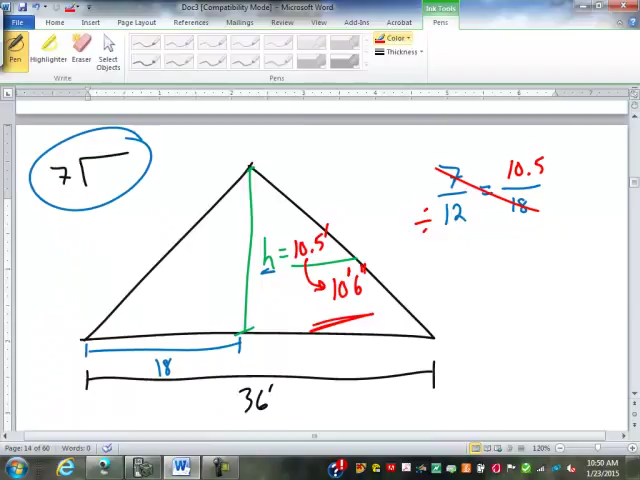 Doc3 [Compatibility Mode] - Microsoft Word
Ink Tools
File Home Insert Page Layout References Mailings Review View Add-Ins Acrobat Pens
Pen Highlighter Eraser Select Objects
Color
Thickness
Write
Pens
7
7/12 = 10.5/18
÷
h = 10.5'
10'6"
18
36'
Page: 14 of 60 Words: 0
120%
10:50 AM
1/23/2015